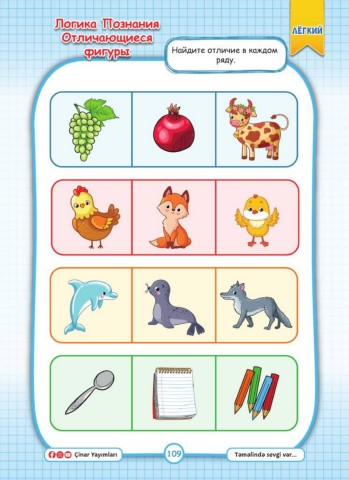 Логика Познания
Отличающиеся
фигуры
Найдите отличие в каждом
ряду.
ЛЁГКИЙ
Çinar Yayımları
109
Təməlində sevgi var...